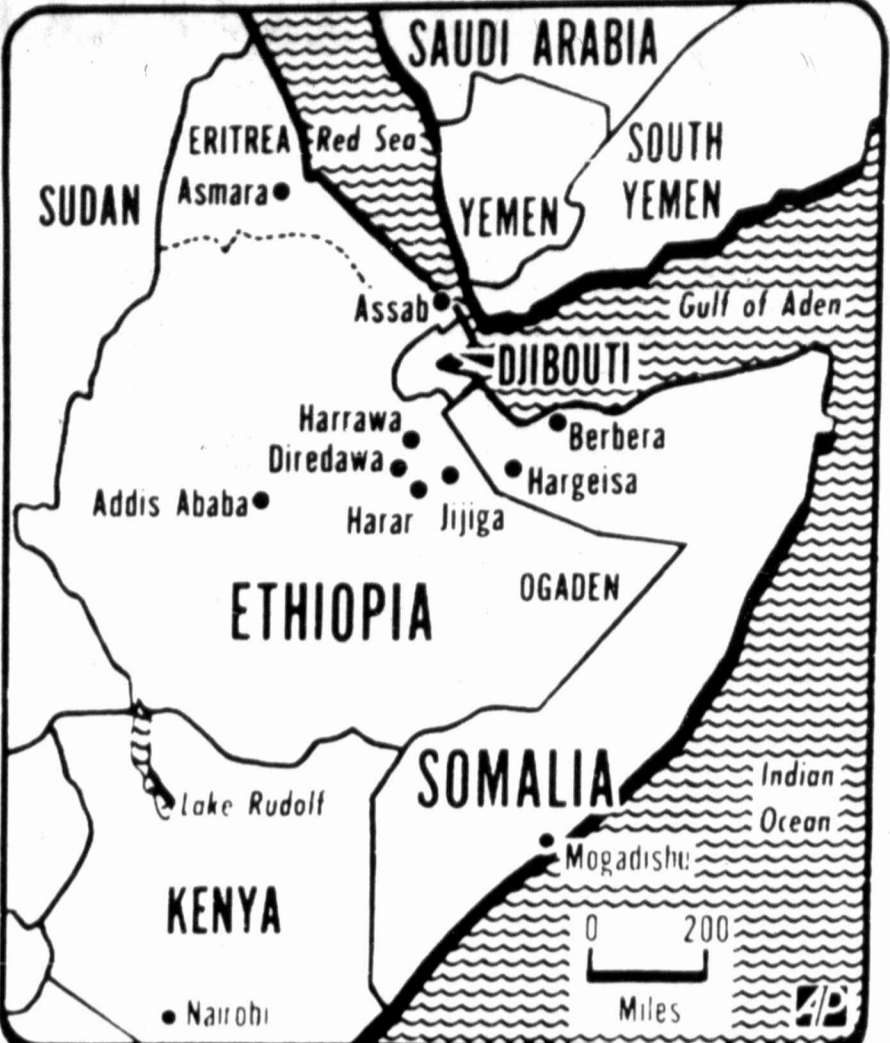 SAUDI ARABIA
ERITREA
Red Sea
SOUTH
YEMEN
SUDAN
Asmara
YEMEN
Assab
Gulf of Aden
DJIBOUTI
Harrawa
Berbera
Diredawa
Hargeisa
Addis Ababa
Harar
Jijiga
OGADEN
ETHIOPIA
SOMALIA
Indian
Ocean
Lake Rudolf
Mogadishu
KENYA
0 200
Miles
Nairobi
AP